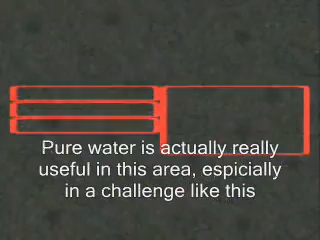 Pure water is actually really
useful in this area, espicially
in a challenge like this